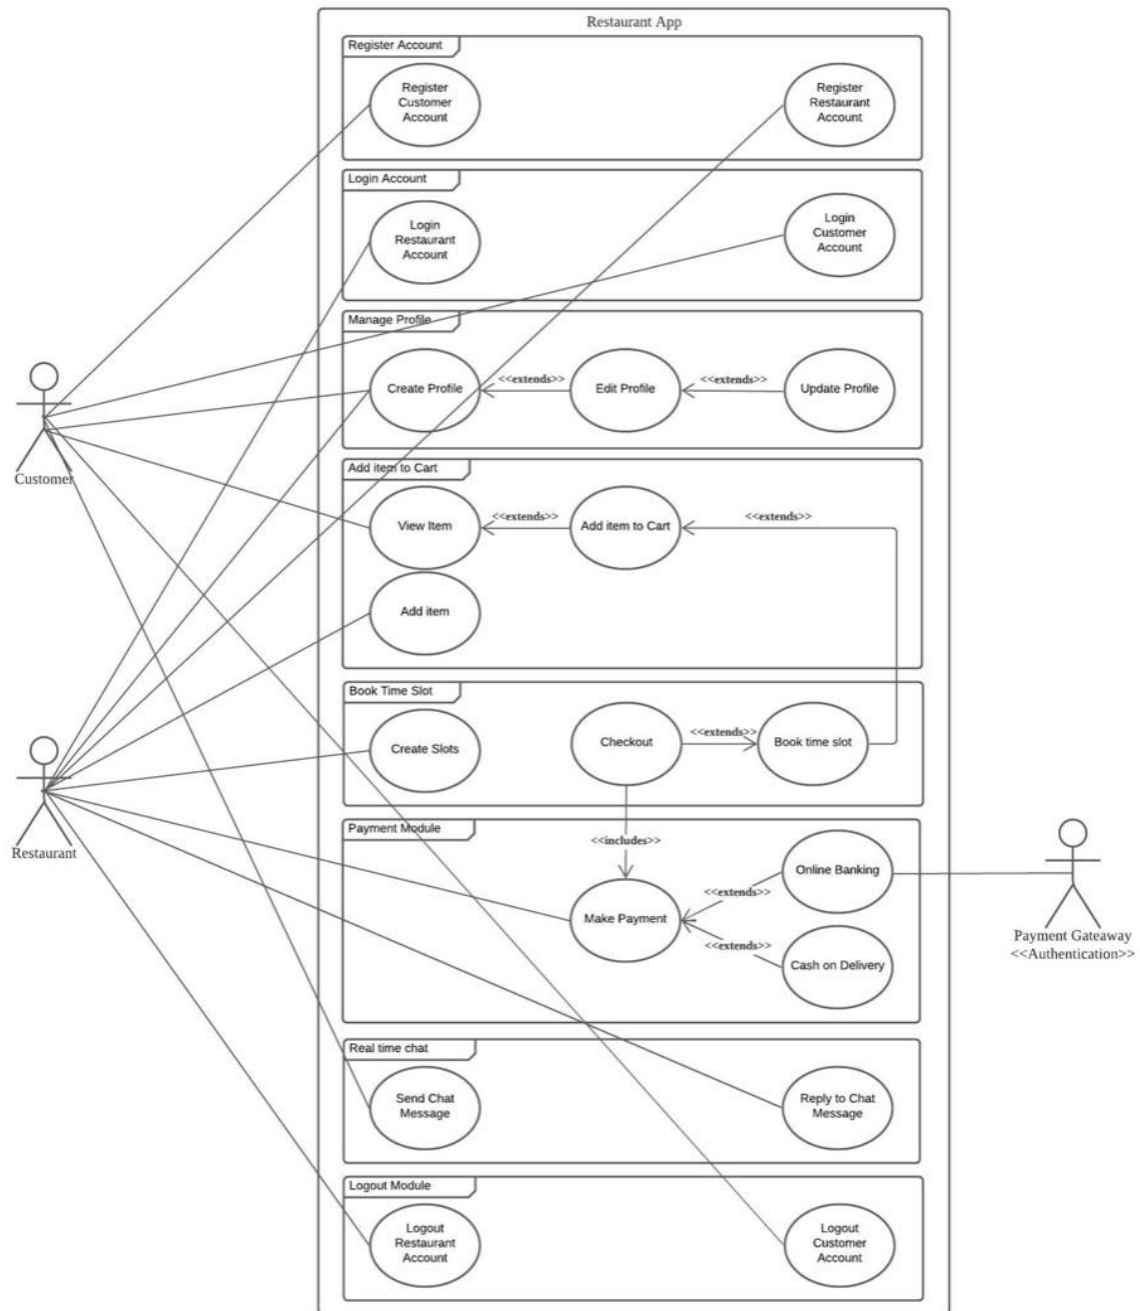 Restaurant App
Register Account
Register
Customer
Account
Register
Restaurant
Account
Login Account
Login
Restaurant
Account
Login
Customer
Account
Manage Profile
Create Profile
<<extends>>
Edit Profile
<<extends>>
Update Profile
Customer
Add item to Cart
View Item
<<extends>>
Add item to Cart
<<extends>>
Add item
Book Time Slot
Create Slots
Checkout
<<extends>>
Book time slot
Restaurant
Payment Module
<<includes>>
Make Payment
<<extends>>
Online Banking
<<extends>>
Cash on Delivery
Payment Gateaway
<<Authentication>>
Real time chat
Send Chat
Message
Reply to Chat
Message
Logout Module
Logout
Restaurant
Account
Logout
Customer
Account